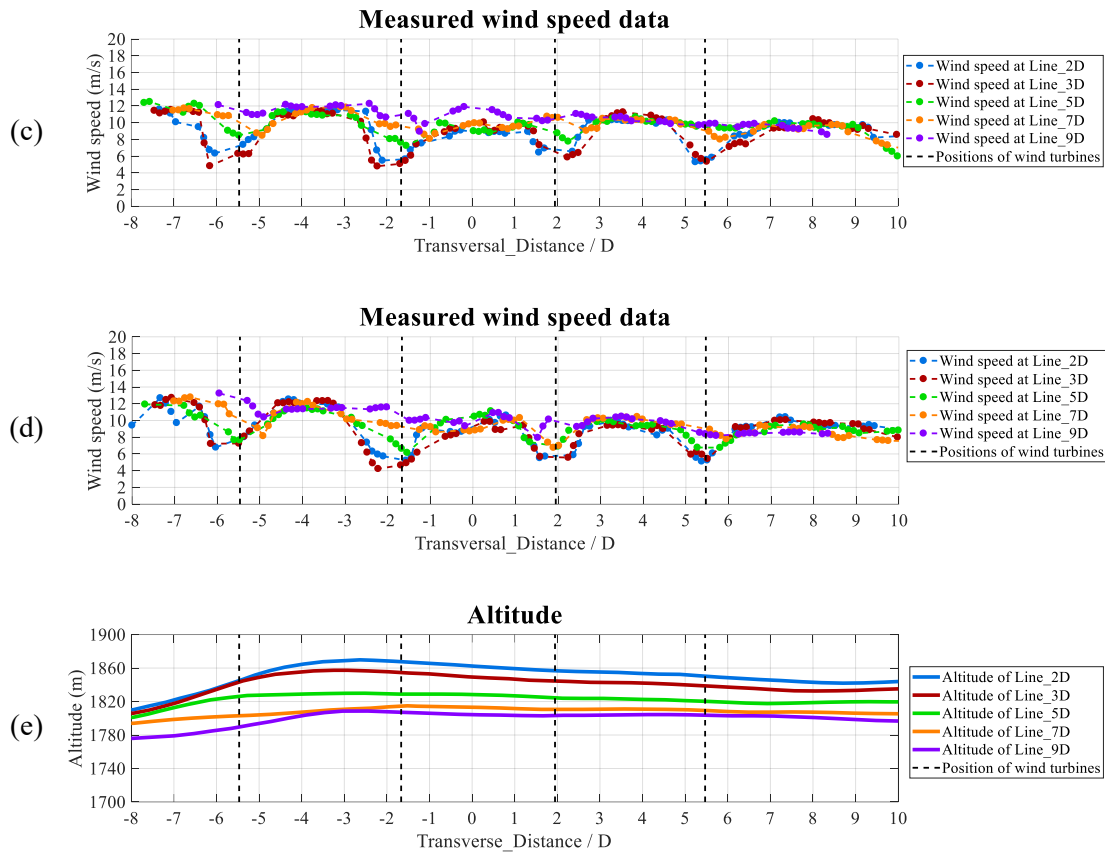 Measured wind speed data
(c)
Wind speed (m/s)
20
18
16
14
12
10
8
6
4
2
0
-8 -7 -6 -5 -4 -3 -2 -1 0 1 2 3 4 5 6 7 8 9 10
Transversal_Distance / D
Wind speed at Line_2D
Wind speed at Line_3D
Wind speed at Line_5D
Wind speed at Line_7D
Wind speed at Line_9D
Positions of wind turbines
Measured wind speed data
(d)
Wind speed (m/s)
20
18
16
14
12
10
8
6
4
2
0
-8 -7 -6 -5 -4 -3 -2 -1 0 1 2 3 4 5 6 7 8 9 10
Transversal_Distance / D
Wind speed at Line_2D
Wind speed at Line_3D
Wind speed at Line_5D
Wind speed at Line_7D
Wind speed at Line_9D
Positions of wind turbines
Altitude
(e)
Altitude (m)
1900
1860
1820
1780
1740
1700
-8 -7 -6 -5 -4 -3 -2 -1 0 1 2 3 4 5 6 7 8 9 10
Transverse_Distance / D
Altitude of Line_2D
Altitude of Line_3D
Altitude of Line_5D
Altitude of Line_7D
Altitude of Line_9D
Position of wind turbines